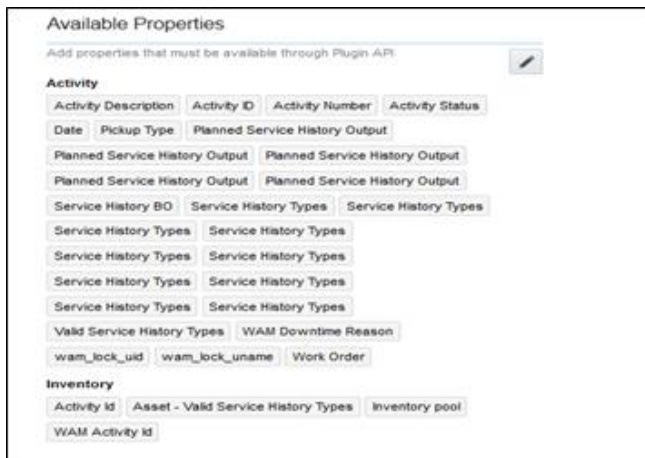 Available Properties
Add properties that must be available through Plugin API
Activity
Activity Description Activity ID Activity Number Activity Status
Date Pickup Type Planned Service History Output
Planned Service History Output Planned Service History Output
Planned Service History Output Planned Service History Output
Service History BO Service History Types Service History Types
Service History Types Service History Types
Service History Types Service History Types
Service History Types Service History Types
Service History Types Service History Types
Valid Service History Types WAM Downtime Reason
wam_lock_uid wam_lock_uname Work Order
Inventory
Activity Id Asset - Valid Service History Types Inventory pool
WAM Activity Id